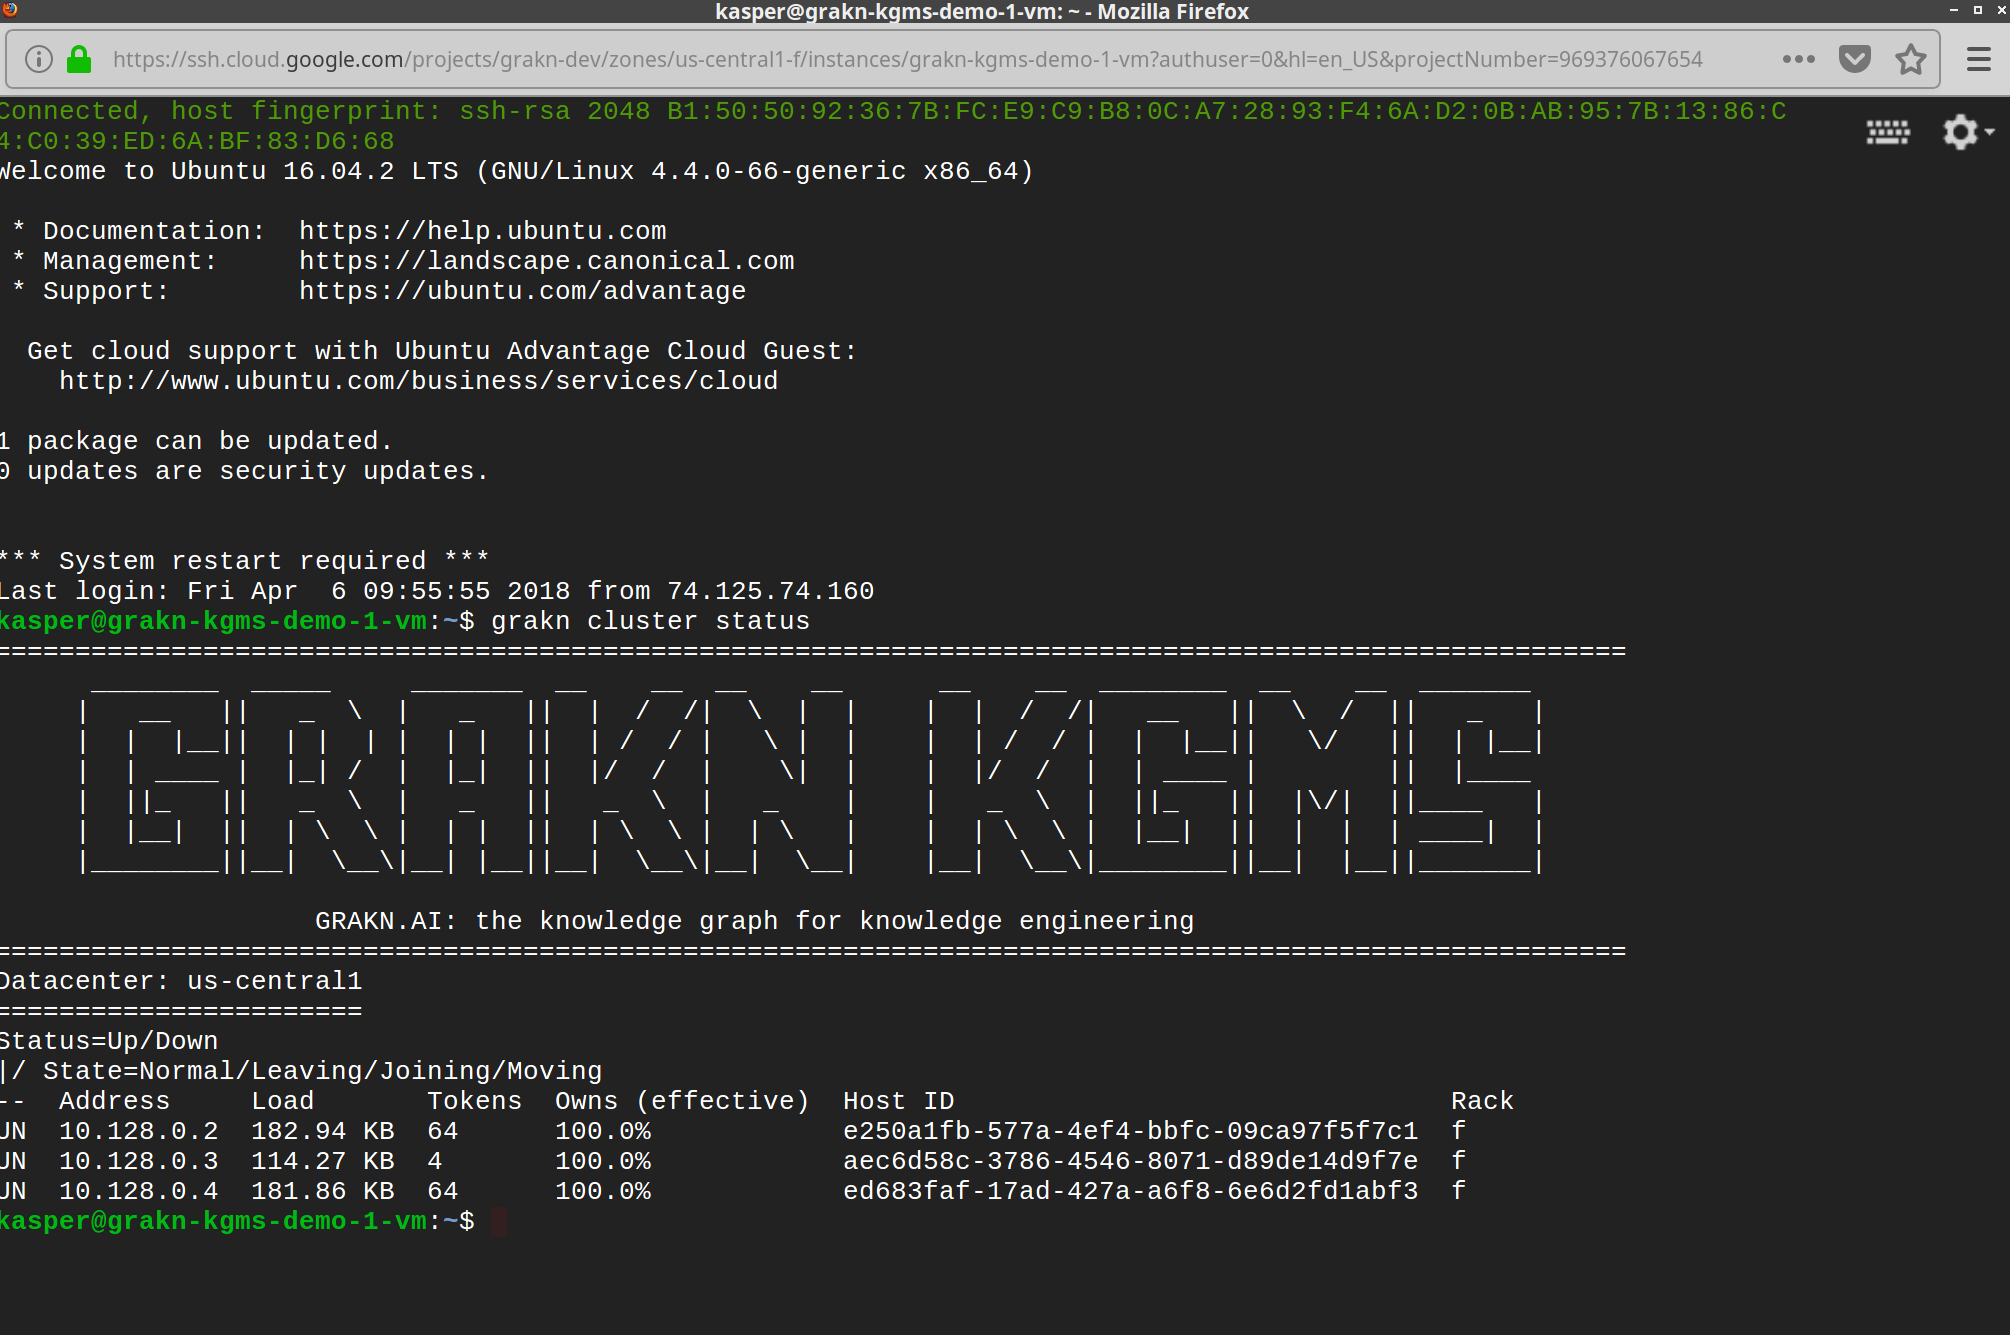 kasper@grakn-kgms-demo-1-vm: ~ - Mozilla Firefox
https://ssh.cloud.google.com/projects/grakn-dev/zones/us-central1-f/instances/grakn-kgms-demo-1-vm?authuser=0&hl=en_US&projectNumber=969376067654
Connected, host fingerprint: ssh-rsa 2048 B1:50:50:92:36:7B:FC:E9:C9:B8:0C:A7:28:93:F4:6A:D2:0B:AB:95:7B:13:86:C
4:C0:39:ED:6A:BF:83:D6:68
Welcome to Ubuntu 16.04.2 LTS (GNU/Linux 4.4.0-66-generic x86_64)
* Documentation:  https://help.ubuntu.com
* Management:     https://landscape.canonical.com
* Support:        https://ubuntu.com/advantage
Get cloud support with Ubuntu Advantage Cloud Guest:
http://www.ubuntu.com/business/services/cloud
1 package can be updated.
0 updates are security updates.
*** System restart required ***
Last login: Fri Apr  6 09:55:55 2018 from 74.125.74.160
kasper@grakn-kgms-demo-1-vm:~$ grakn cluster status
GRAKN KGMS
GRAKN.AI: the knowledge graph for knowledge engineering
Datacenter: us-central1
=======================
Status=Up/Down
|/ State=Normal/Leaving/Joining/Moving
--  Address     Load       Tokens  Owns (effective)  Host ID                               Rack
UN  10.128.0.2  182.94 KB  64      100.0%            e250a1fb-577a-4ef4-bbfc-09ca97f5f7c1  f
UN  10.128.0.3  114.27 KB  4       100.0%            aec6d58c-3786-4546-8071-d89de14d9f7e  f
UN  10.128.0.4  181.86 KB  64      100.0%            ed683faf-17ad-427a-a6f8-6e6d2fd1abf3  f
kasper@grakn-kgms-demo-1-vm:~$